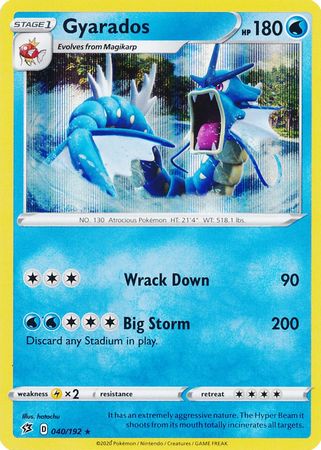 STAGE 1 Gyarados HP 180
Evolves from Magikarp
NO. 130 Atrocious Pokémon HT: 21'4" WT: 518.1 lbs.
Wrack Down 90
Big Storm 200
Discard any Stadium in play.
weakness ×2 resistance retreat
Illus. hatachu
D 040/192 ★
It has an extremely aggressive nature. The Hyper Beam it
shoots from its mouth totally incinerates all targets.
©2020 Pokémon / Nintendo / Creatures / GAME FREAK